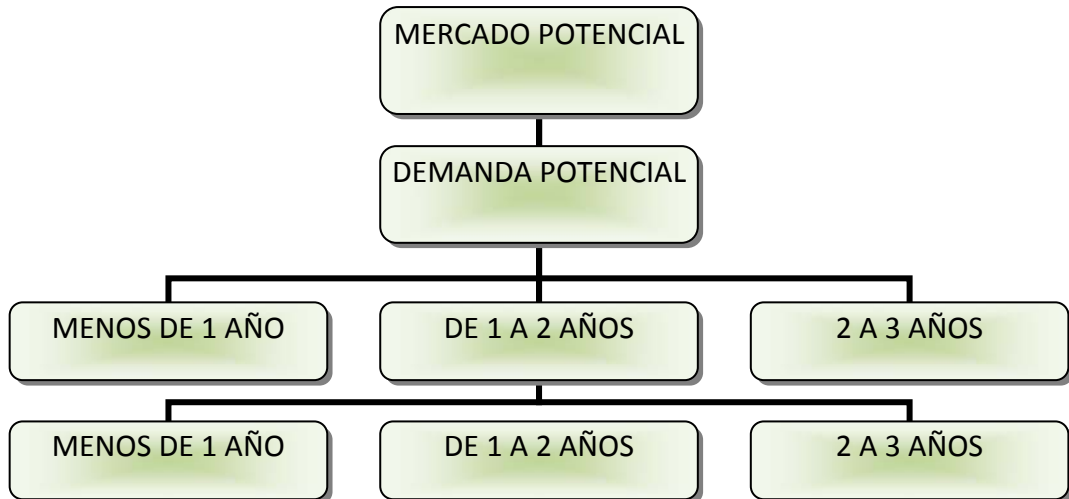 MERCADO POTENCIAL
DEMANDA POTENCIAL
MENOS DE 1 AÑO
DE 1 A 2 AÑOS
2 A 3 AÑOS
MENOS DE 1 AÑO
DE 1 A 2 AÑOS
2 A 3 AÑOS